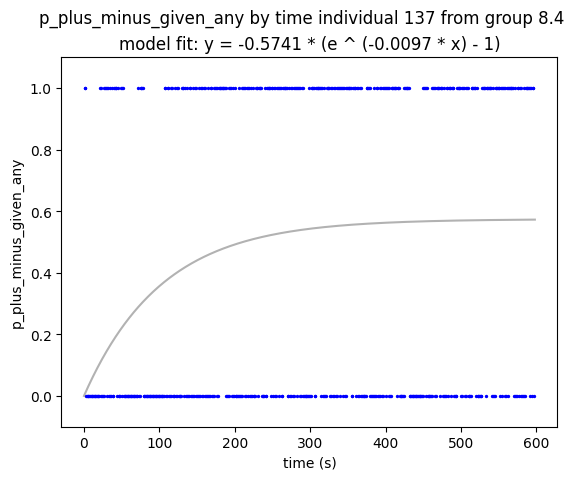 p_plus_minus_given_any by time individual 137 from group 8.4
model fit: y = -0.5741 * (e ^ (-0.0097 * x) - 1)
1.0
0.8
0.6
0.4
0.2
0.0
p_plus_minus_given_any
0 100 200 300 400 500 600
time (s)